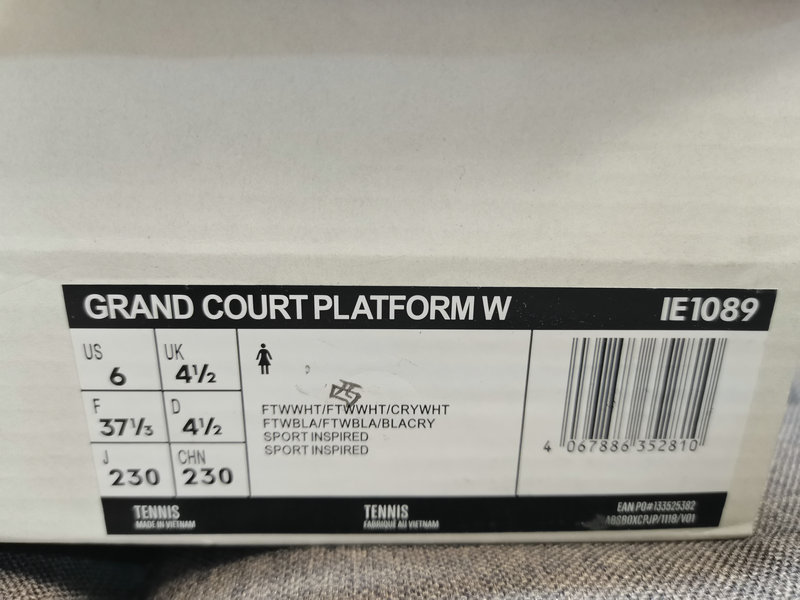 GRAND COURT PLATFORM W IE1089
US 6 UK 4½
F 37⅓ D 4½
J 230 CHN 230
FTWWHT/FTWWHT/CRYWHT
FTWBLA/FTWBLA/BLACRY
SPORT INSPIRED
SPORT INSPIRED
4 067886 352810
TENNIS
MADE IN VIETNAM
TENNIS
FABRIQUÉ AU VIETNAM
EAN PO#133525382